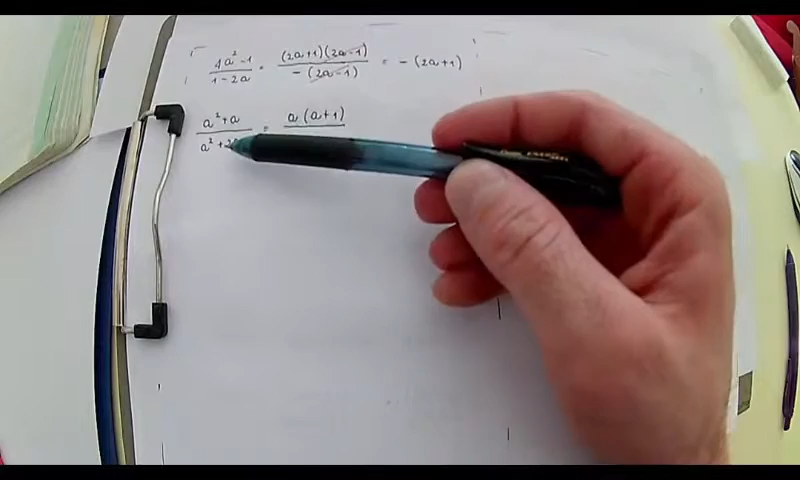 4a²-1 / 1-2a = (2a+1)(2a-1) / -(2a-1) = -(2a+1)
a²+a / a²+ = a(a+1)